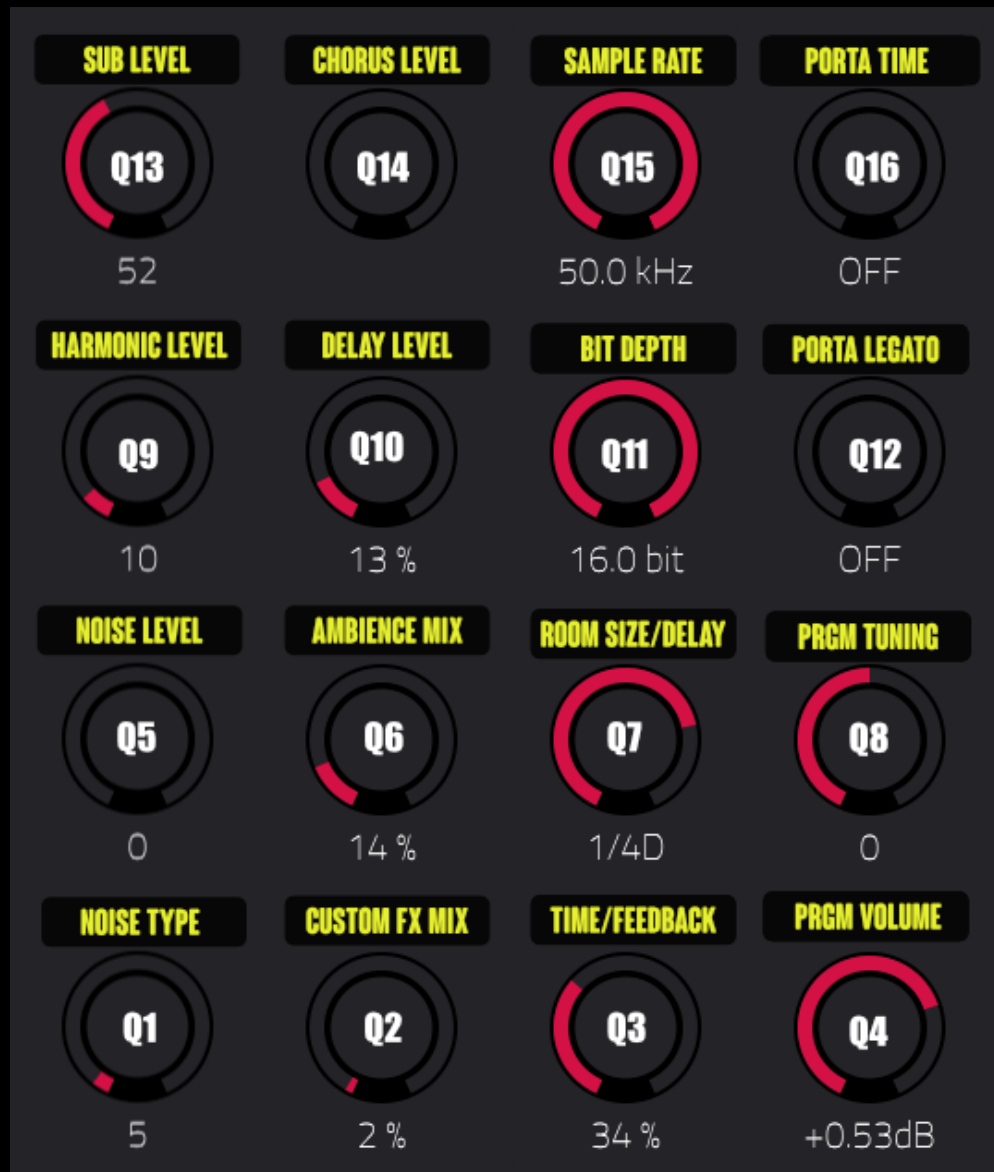 SUB LEVEL CHORUS LEVEL SAMPLE RATE PORTA TIME
Q13 Q14 Q15 Q16
52 50.0 kHz OFF
HARMONIC LEVEL DELAY LEVEL BIT DEPTH PORTA LEGATO
Q9 Q10 Q11 Q12
10 13 % 16.0 bit OFF
NOISE LEVEL AMBIENCE MIX ROOM SIZE/DELAY PRGM TUNING
Q5 Q6 Q7 Q8
0 14 % 1/4D 0
NOISE TYPE CUSTOM FX MIX TIME/FEEDBACK PRGM VOLUME
Q1 Q2 Q3 Q4
5 2 % 34 % +0.53dB